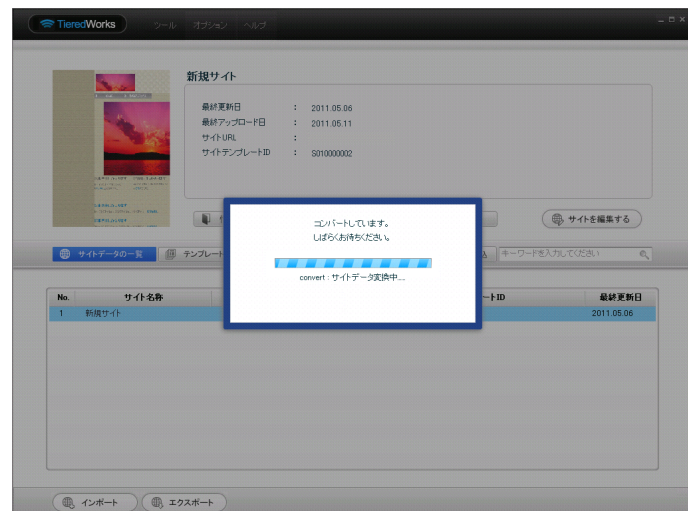 TieredWorks
ツール オプション ヘルプ
新規サイト
最終更新日 : 2011.05.06
最終アップロード日 : 2011.05.11
サイトURL :
サイトテンプレートID : S010000002
サイトを編集する
コンバートしています。
しばらくお待ちください。
convert : サイトデータ変換中...
サイトデータの一覧
テンプレート
キーワードを入力してください
No. サイト名称 ートID 最終更新日
1 新規サイト 2011.05.06
インポート エクスポート